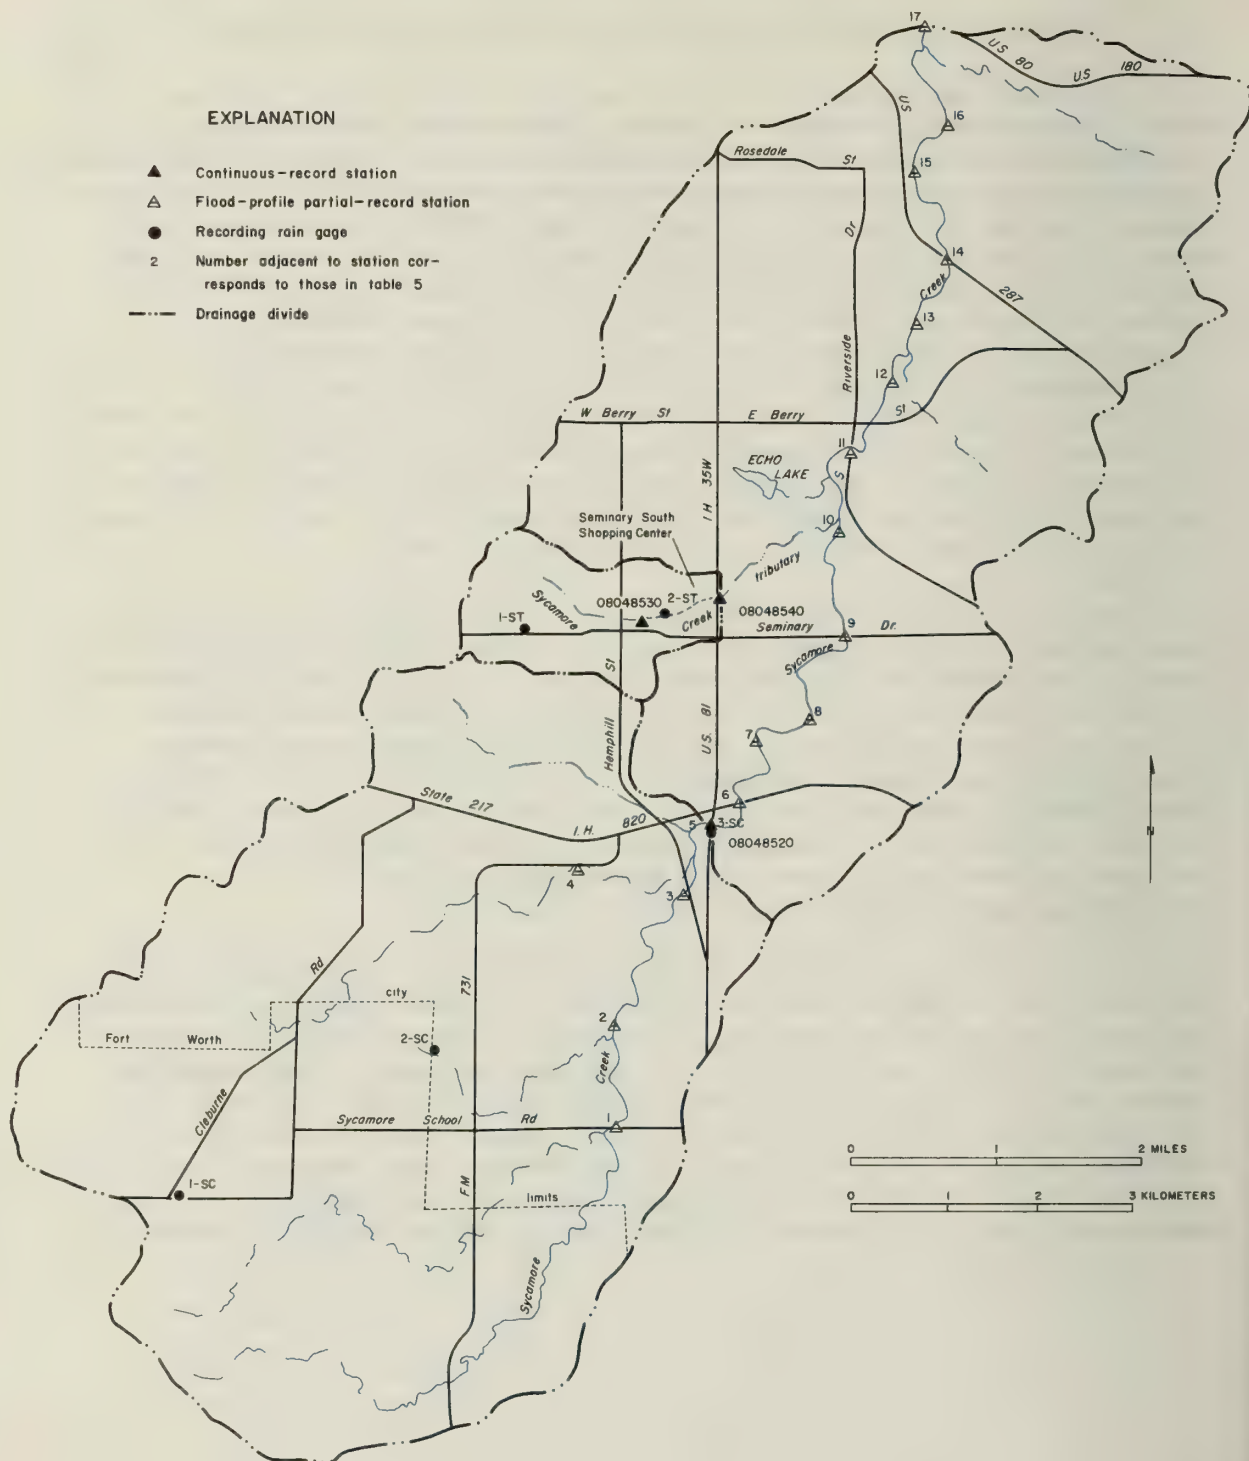 17
US 80
US 180
EXPLANATION
Continuous-record station
Flood-profile partial-record station
Recording rain gage
2 Number adjacent to station cor-
responds to those in table 5
Drainage divide
US
16
Rosedale St
15
Dr
14
287
Creek
13
Riverside
12
W Berry St
E Berry St
11
ECHO
LAKE
I H 35W
S
10
Seminary South
Shopping Center
tributary
Sycamore
08048530
2-ST
Creek
08048540
1-ST
Seminary Dr.
9
St
Sycamore
8
7
Hemphill
U.S. 81
6
State 217
I. H. 820
5
3-SC
08048520
N
4
3
Rd
731
city
Fort Worth
2
2-SC
Creek
Cleburne
Sycamore School Rd
1
0 1 2 MILES
1-SC
FM
limits
0 1 2 3 KILOMETERS
Sycamore